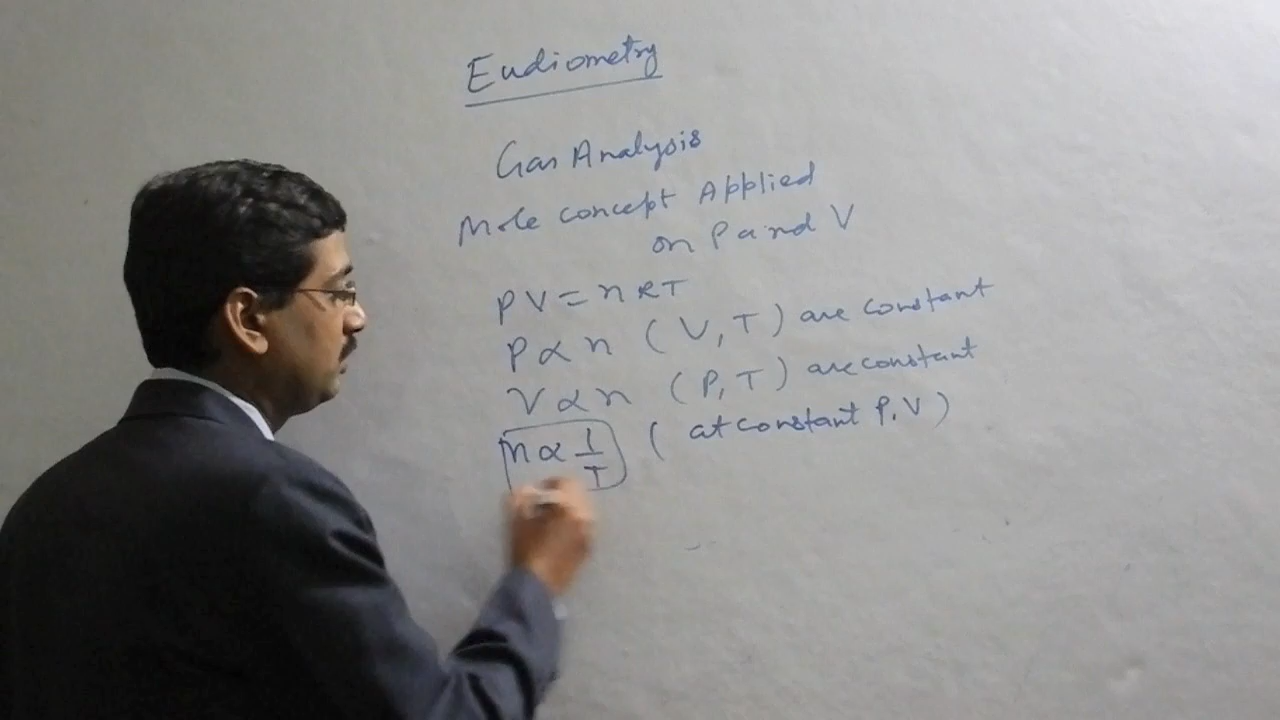 Eudiometry
Gas Analysis
Mole concept Applied
on P and V
PV = nRT
P ∝ n (V, T) are constant
V ∝ n (P, T) are constant
n ∝ 1/T (at constant P, V)